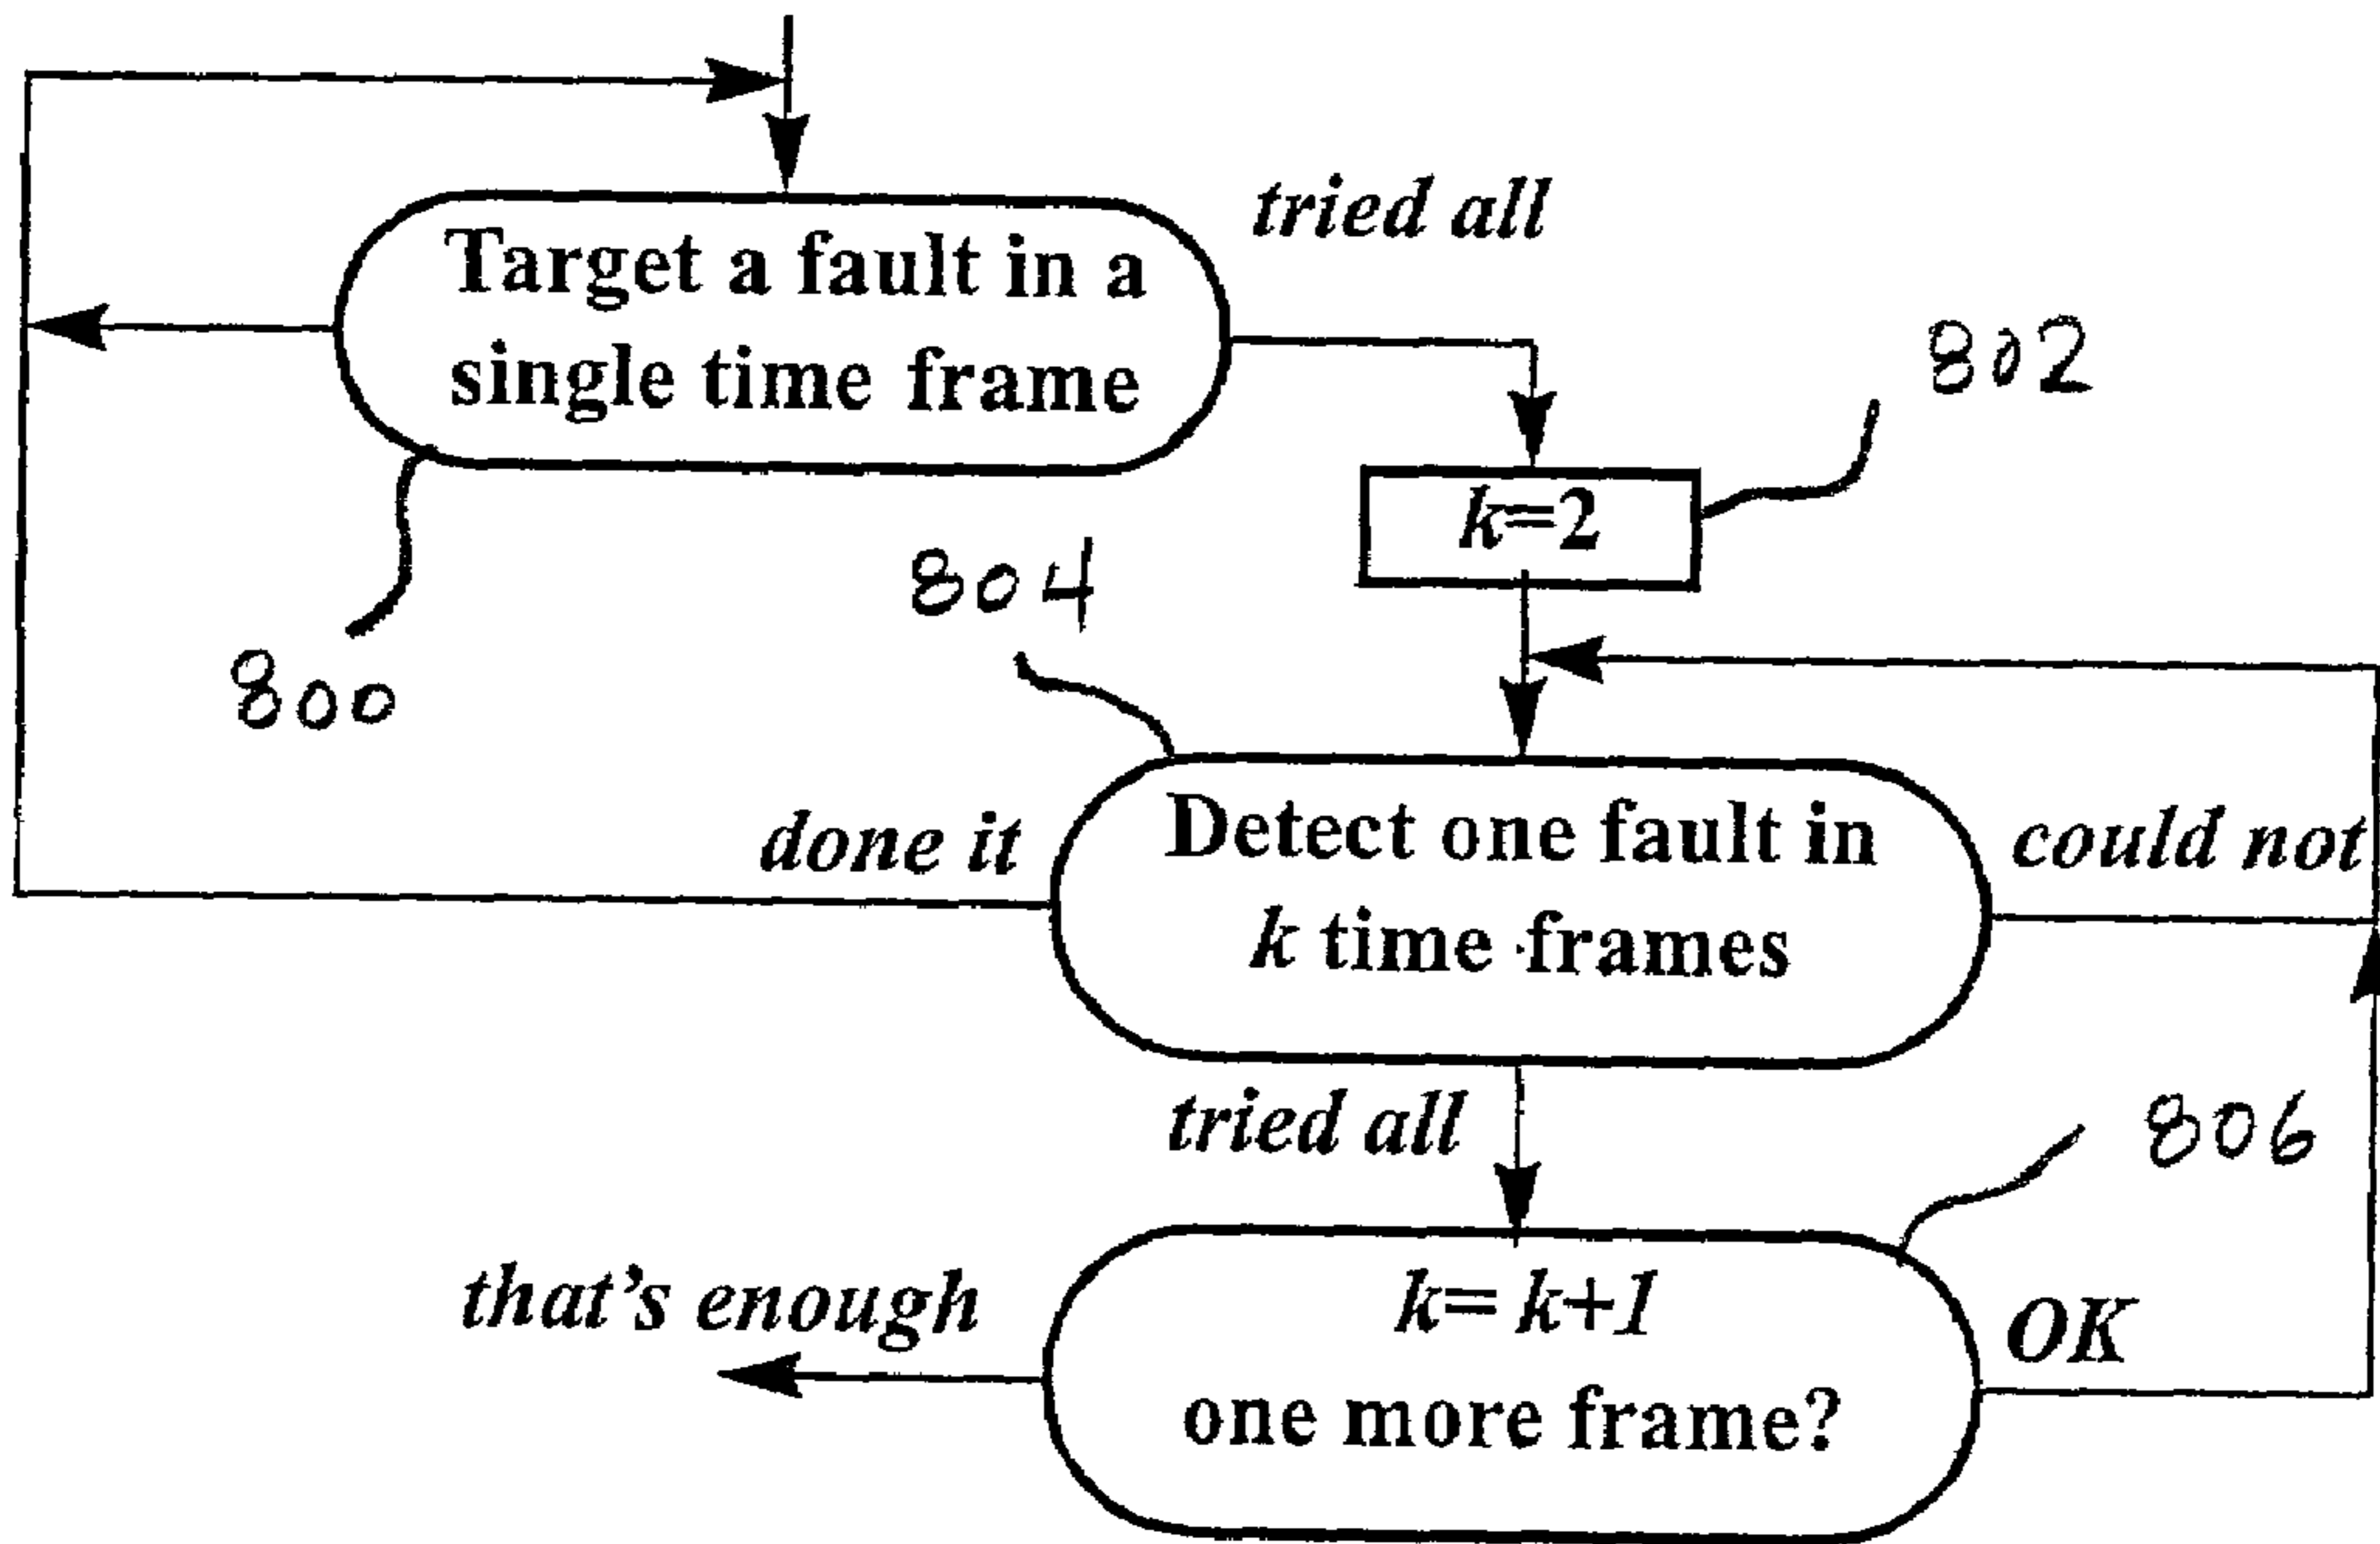 tried all
Target a fault in a
single time frame
802
k=2
804
800
Detect one fault in
k time frames
done it
could not
tried all
806
that's enough
k= k+1
one more frame?
OK